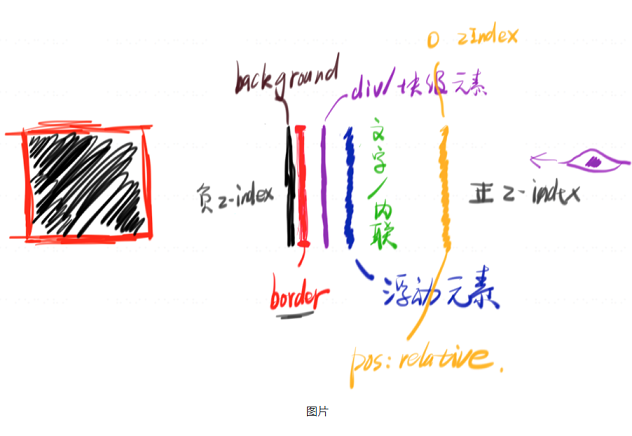 0 zIndex
background
div/块级元素
文字/内联
负z-index
正z-index
border
浮动元素
pos:relative.
图片